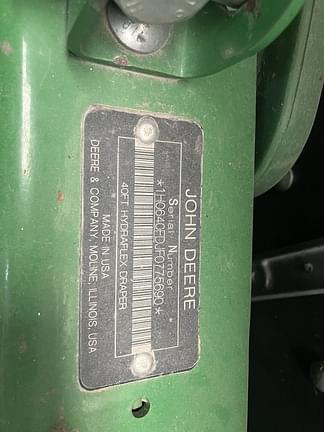 JOHN DEERE
Serial Number
*1H0640FDJF0775690*
40FT HYDRAFLEX DRAPER
MADE IN USA
DEERE & COMPANY, MOLINE, ILLINOIS, USA